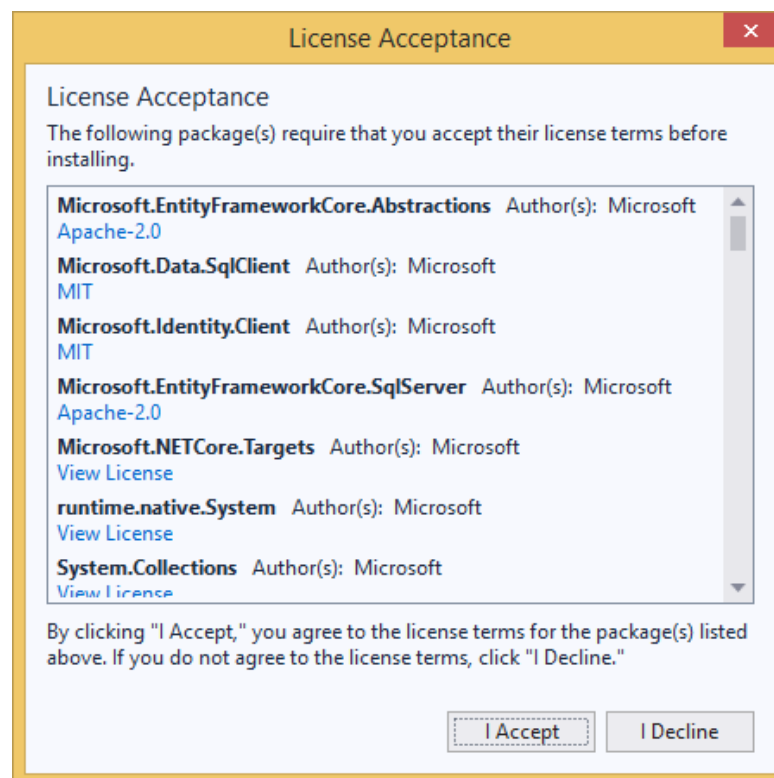 License Acceptance
License Acceptance
The following package(s) require that you accept their license terms before
installing.
Microsoft.EntityFrameworkCore.Abstractions Author(s): Microsoft
Apache-2.0
Microsoft.Data.SqlClient Author(s): Microsoft
MIT
Microsoft.Identity.Client Author(s): Microsoft
MIT
Microsoft.EntityFrameworkCore.SqlServer Author(s): Microsoft
Apache-2.0
Microsoft.NETCore.Targets Author(s): Microsoft
View License
runtime.native.System Author(s): Microsoft
View License
System.Collections Author(s): Microsoft
View License
By clicking "I Accept," you agree to the license terms for the package(s) listed
above. If you do not agree to the license terms, click "I Decline."
I Accept I Decline